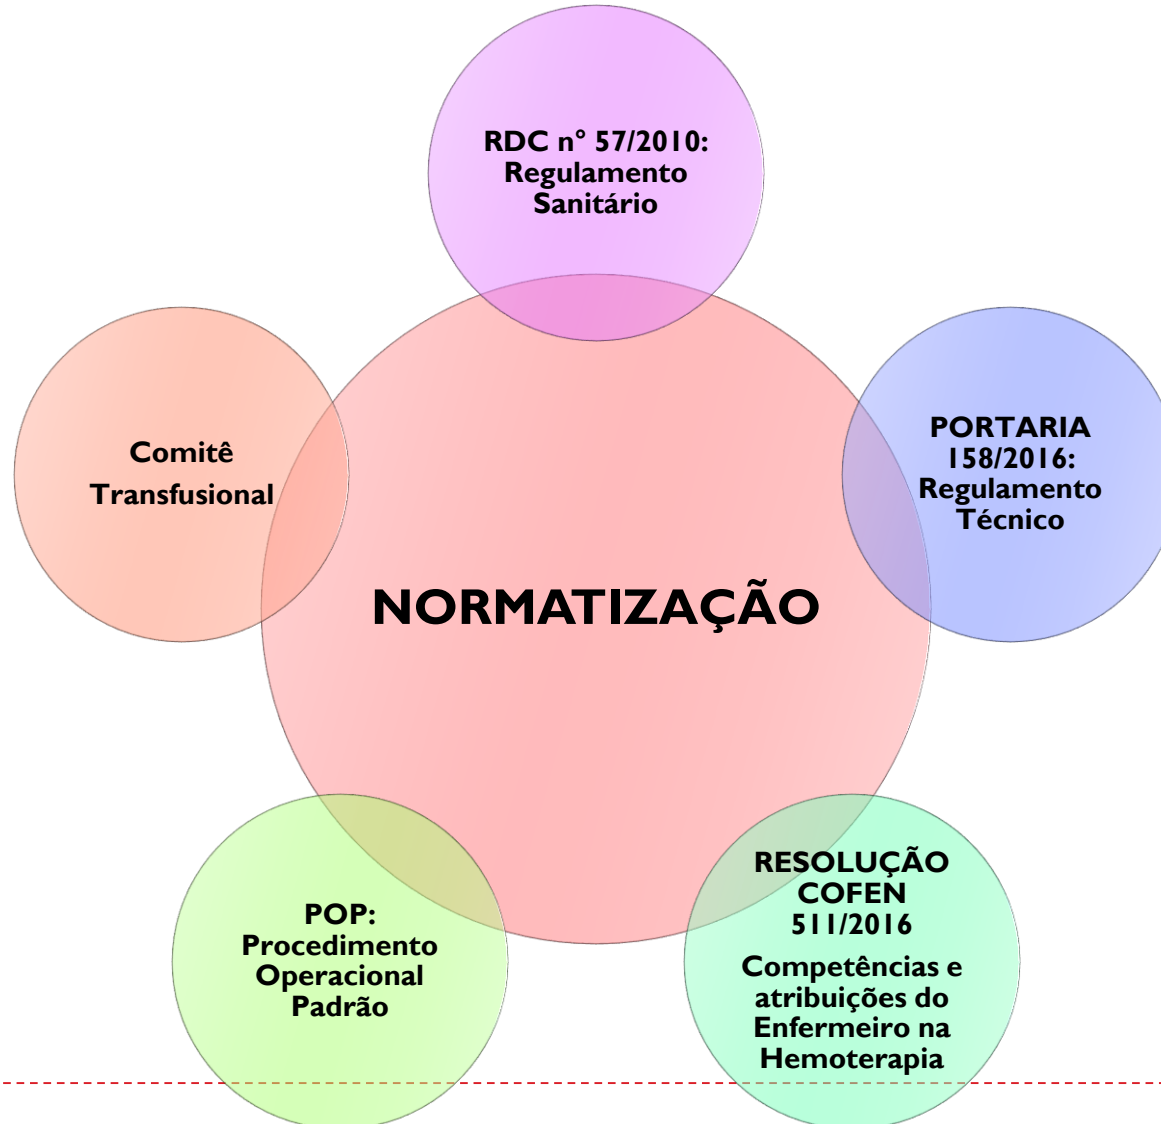 RDC n° 57/2010:
Regulamento
Sanitário
PORTARIA
158/2016:
Regulamento
Técnico
RESOLUÇÃO
COFEN
511/2016
Competências e
atribuições do
Enfermeiro na
Hemoterapia
POP:
Procedimento
Operacional
Padrão
Comitê
Transfusional
NORMATIZAÇÃO